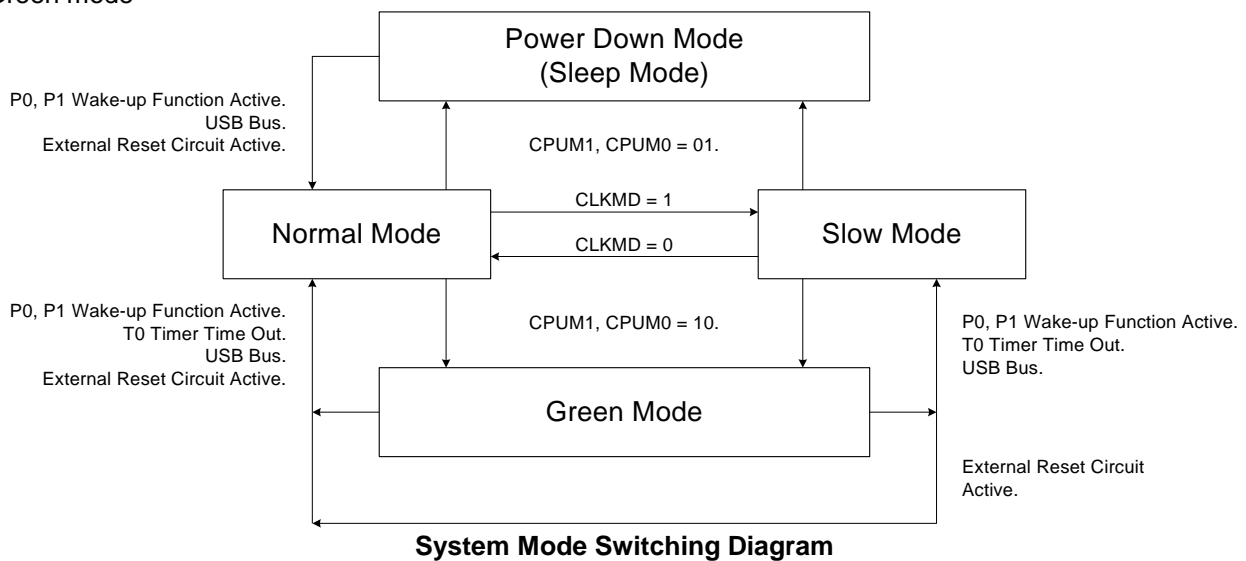 Green mode
Power Down Mode
(Sleep Mode)
P0, P1 Wake-up Function Active.
USB Bus.
External Reset Circuit Active.
CPUM1, CPUM0 = 01.
CLKMD = 1
Normal Mode
Slow Mode
CLKMD = 0
P0, P1 Wake-up Function Active.
T0 Timer Time Out.
USB Bus.
External Reset Circuit Active.
CPUM1, CPUM0 = 10.
P0, P1 Wake-up Function Active.
T0 Timer Time Out.
USB Bus.
Green Mode
External Reset Circuit
Active.
System Mode Switching Diagram